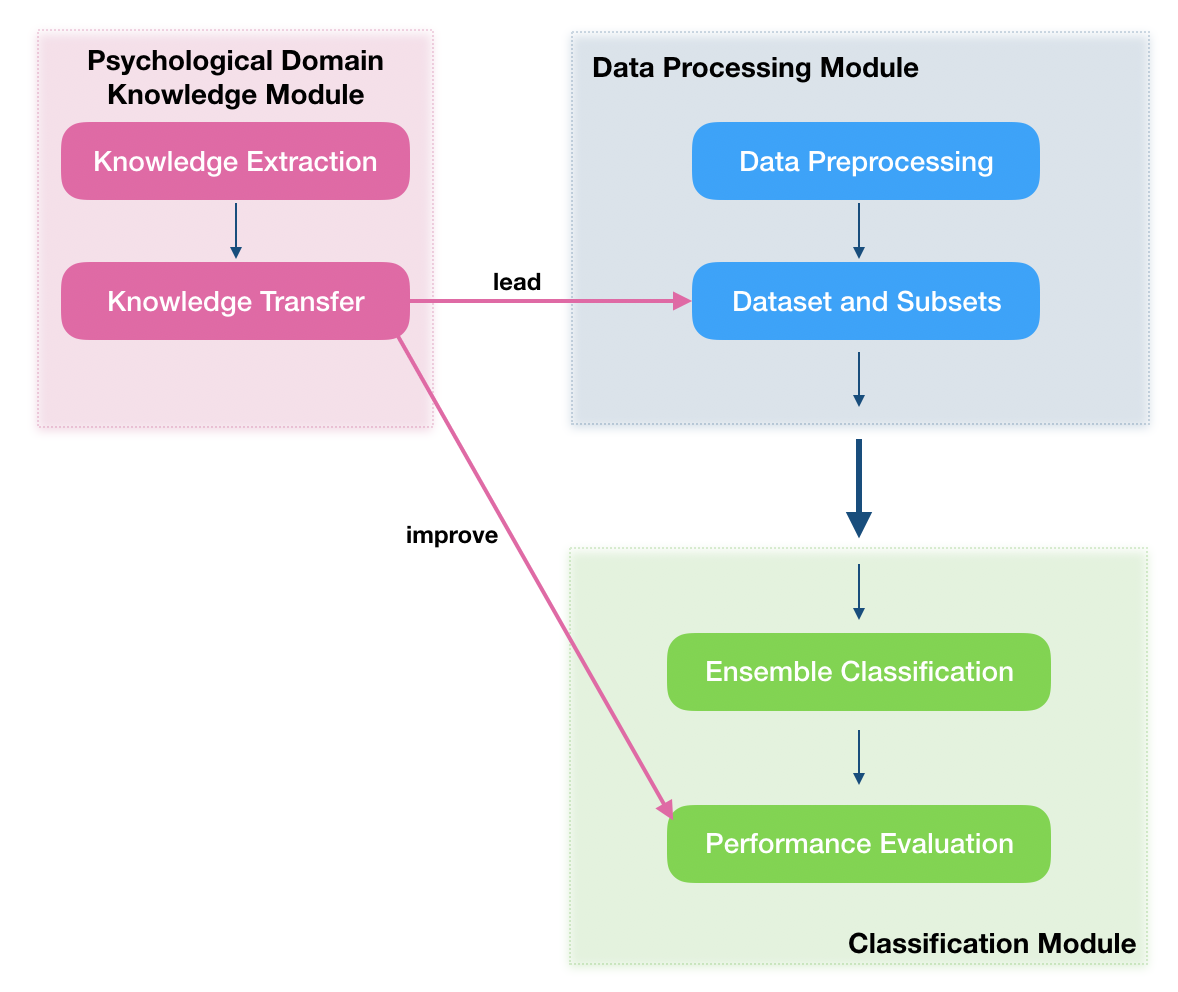 Psychological Domain
Knowledge Module
Knowledge Extraction
Knowledge Transfer
lead
improve
Data Processing Module
Data Preprocessing
Dataset and Subsets
Ensemble Classification
Performance Evaluation
Classification Module